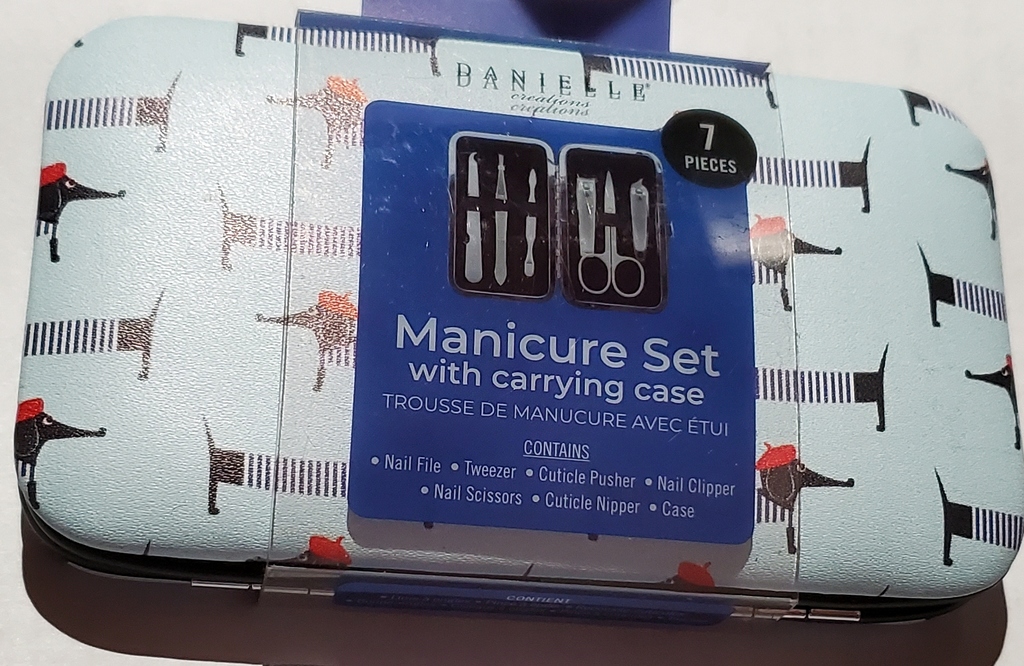 DANIELLE®
creations
creations
7
PIECES
Manicure Set
with carrying case
TROUSSE DE MANUCURE AVEC ÉTUI
CONTAINS
• Nail File • Tweezer • Cuticle Pusher • Nail Clipper
• Nail Scissors • Cuticle Nipper • Case
CONTIENT